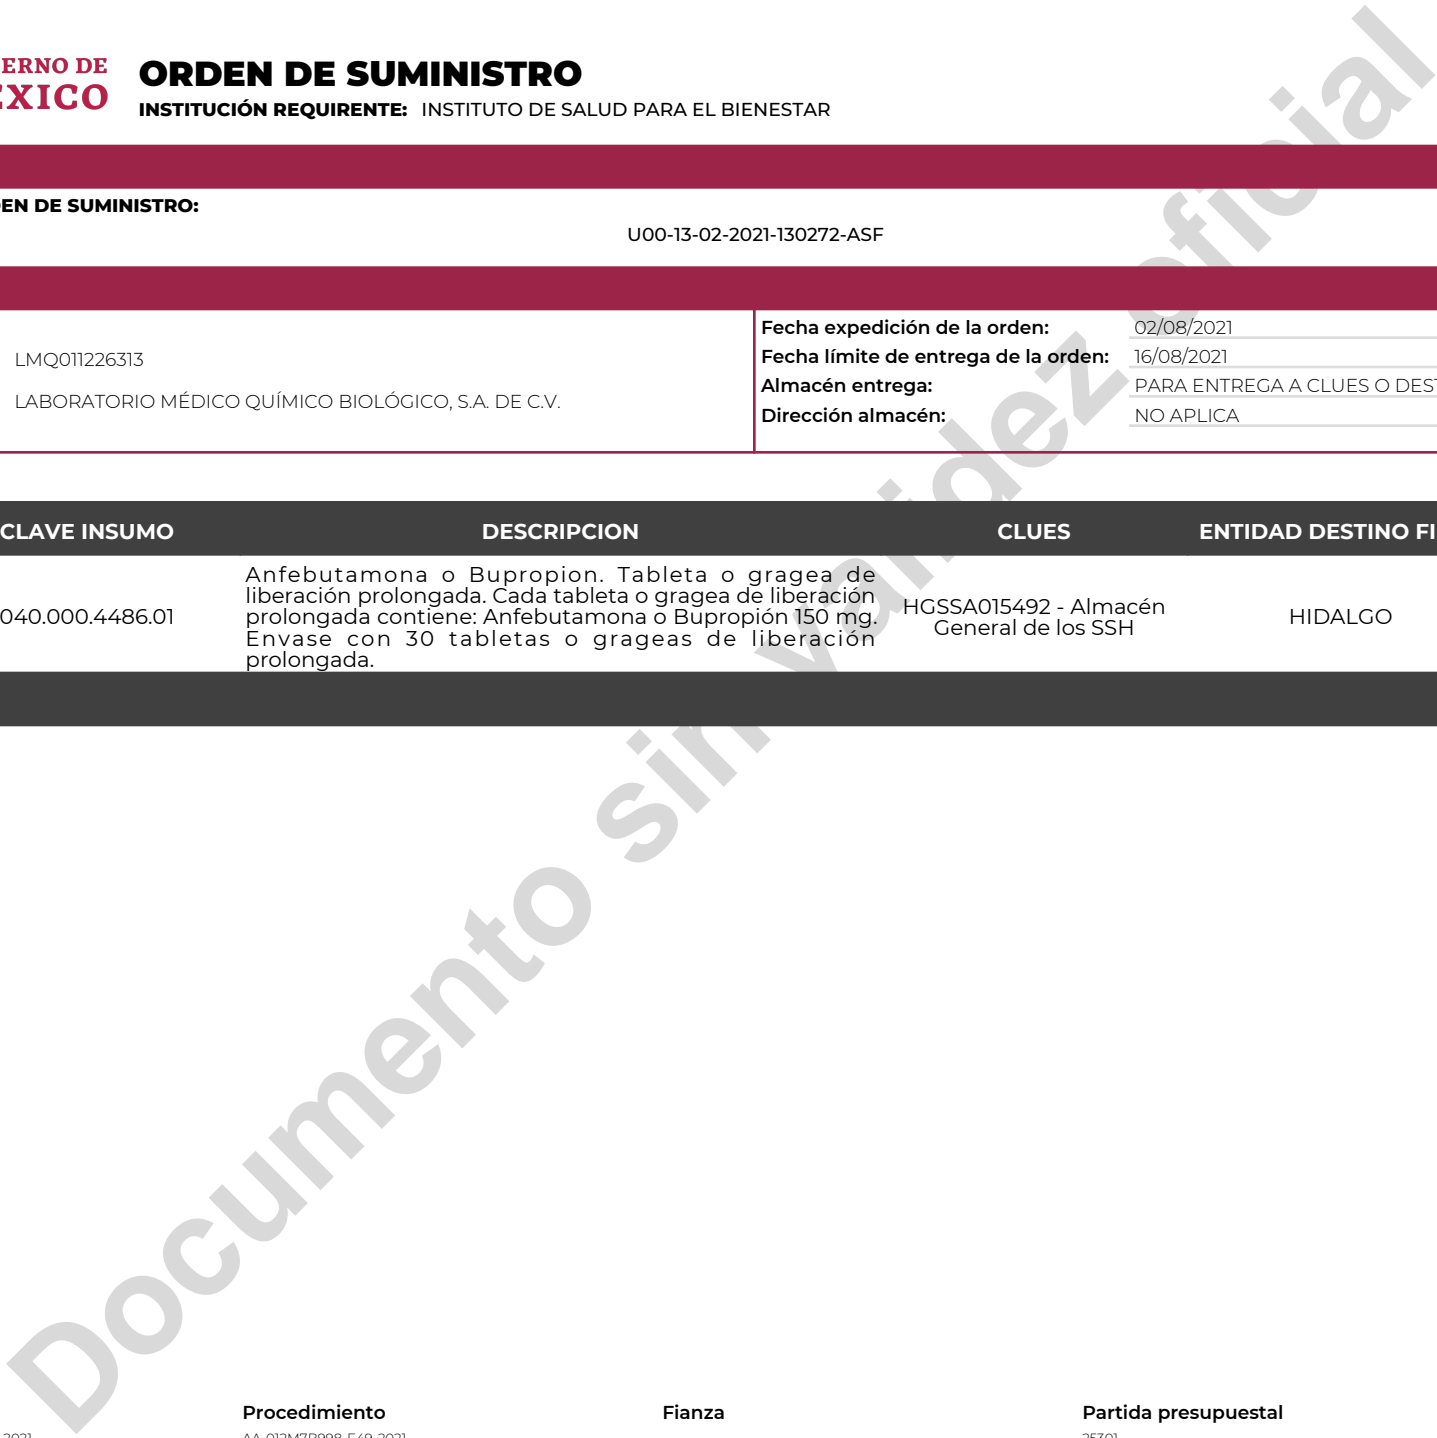 ERNO DE
ORDEN DE SUMINISTRO
EXICO
INSTITUCIÓN REQUIRENTE: INSTITUTO DE SALUD PARA EL BIENESTAR
EN DE SUMINISTRO:
U00-13-02-2021-130272-ASF
Fecha expedición de la orden: 02/08/2021
LMQ011226313
Fecha límite de entrega de la orden: 16/08/2021
LABORATORIO MÉDICO QUÍMICO BIOLÓGICO, S.A. DE C.V.
Almacén entrega: PARA ENTREGA A CLUES O DEST
Dirección almacén: NO APLICA
CLAVE INSUMO DESCRIPCION CLUES ENTIDAD DESTINO FI
040.000.4486.01
Anfebutamona o Bupropion. Tableta o gragea de
liberación prolongada. Cada tableta o gragea de liberación
prolongada contiene: Anfebutamona o Bupropión 150 mg.
Envase con 30 tabletas o grageas de liberación
prolongada.
HGSSA015492 - Almacén
General de los SSH
HIDALGO
Documento sin validez oficial
Procedimiento Fianza Partida presupuestal